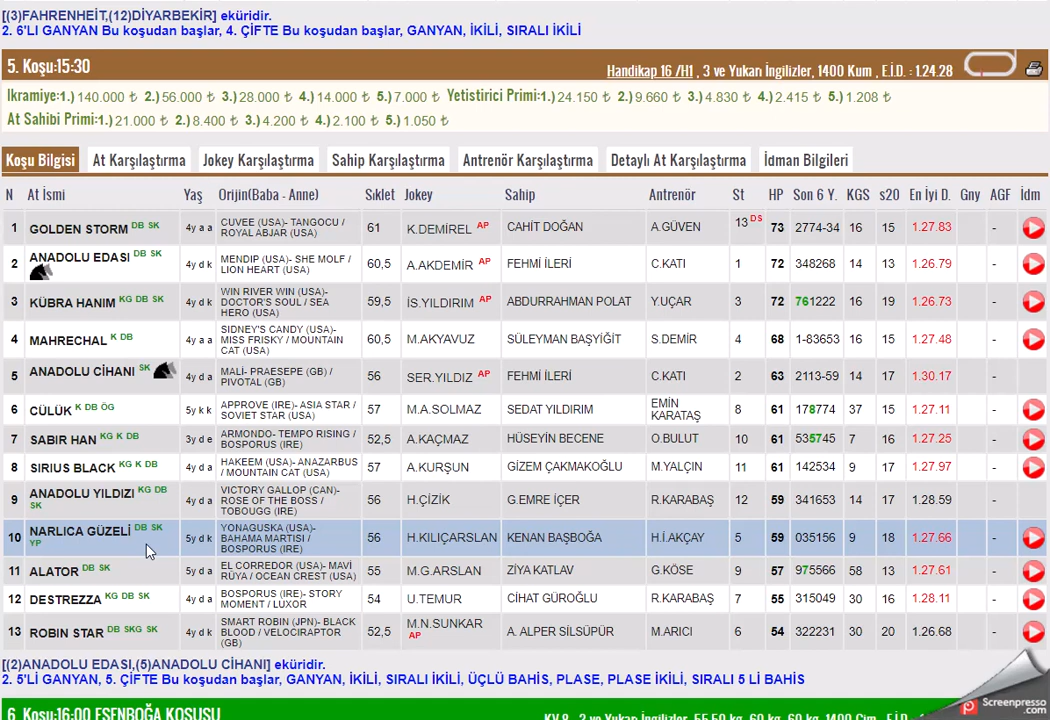 [(3)FAHRENHEİT,(12)DİYARBEKİR] eküridir.
2. 6'LI GANYAN Bu koşudan başlar, 4. ÇİFTE Bu koşudan başlar, GANYAN, İKİLİ, SIRALI İKİLİ
5. Koşu:15:30
Handikap 16 /H1 , 3 ve Yukarı İngilizler, 1400 Kum , E.İ.D. : 1.24.28
İkramiye:1.) 140.000 ₺ 2.) 56.000 ₺ 3.) 28.000 ₺ 4.) 14.000 ₺ 5.) 7.000 ₺ Yetistirici Primi:1.) 24.150 ₺ 2.) 9.660 ₺ 3.) 4.830 ₺ 4.) 2.415 ₺ 5.) 1.208 ₺
At Sahibi Primi:1.) 21.000 ₺ 2.) 8.400 ₺ 3.) 4.200 ₺ 4.) 2.100 ₺ 5.) 1.050 ₺
Koşu Bilgisi At Karşılaştırma Jokey Karşılaştırma Sahip Karşılaştırma Antrenör Karşılaştırma Detaylı At Karşılaştırma İdman Bilgileri
N At İsmi Yaş Orijin(Baba - Anne) Sıklet Jokey Sahip Antrenör St HP Son 6 Y. KGS s20 En İyi D. Gny AGF İdm
1 GOLDEN STORM DB SK 4y a a CUVEE (USA)- TANGOCU / ROYAL ABJAR (USA) 61 K.DEMİREL AP CAHİT DOĞAN A.GÜVEN 13 DS 73 2774-34 16 15 1.27.83 -
2 ANADOLU EDASI DB SK 4y d k MENDIP (USA)- SHE MOLF / LION HEART (USA) 60,5 A.AKDEMİR AP FEHMİ İLERİ C.KATI 1 72 348268 14 13 1.26.79 -
3 KÜBRA HANIM KG DB SK 4y d k WIN RIVER WIN (USA)- DOCTOR'S SOUL / SEA HERO (USA) 59,5 İS.YILDIRIM AP ABDURRAHMAN POLAT Y.UÇAR 3 72 761222 16 19 1.26.73 -
4 MAHRECHAL K DB 4y a a SIDNEY'S CANDY (USA)- MISS FRISKY / MOUNTAIN CAT (USA) 60,5 M.AKYAVUZ SÜLEYMAN BAŞYİĞİT S.DEMİR 4 68 1-83653 16 15 1.27.48 -
5 ANADOLU CİHANI SK 4y d a MALI- PRAESEPE (GB) / PIVOTAL (GB) 56 SER.YILDIZ AP FEHMİ İLERİ C.KATI 2 63 2113-59 14 17 1.30.17 -
6 CÜLÜK K DB ÖG 5y k k APPROVE (IRE)- ASIA STAR / SOVIET STAR (USA) 57 M.A.SOLMAZ SEDAT YILDIRIM EMİN KARATAŞ 8 61 178774 37 15 1.27.11 -
7 SABIR HAN KG K DB 3y d e ARMONDO- TEMPO RISING / BOSPORUS (IRE) 52,5 A.KAÇMAZ HÜSEYİN BECENE O.BULUT 10 61 535745 7 16 1.27.25 -
8 SIRIUS BLACK KG K DB 4y d a HAKEEM (USA)- ANAZARBUS / MOUNTAIN CAT (USA) 57 A.KURŞUN GİZEM ÇAKMAKOĞLU M.YALÇIN 11 61 142534 9 17 1.27.97 -
9 ANADOLU YILDIZI KG DB SK 4y d a VICTORY GALLOP (CAN)- ROSE OF THE BOSS / TOBOUGG (IRE) 56 H.ÇİZİK G.EMRE İÇER R.KARABAŞ 12 59 341653 14 17 1.28.59 -
10 NARLICA GÜZELİ DB SK YP 5y d k YONAGUSKA (USA)- BAHAMA MARTISI / BOSPORUS (IRE) 56 H.KILIÇARSLAN KENAN BAŞBOĞA H.İ.AKÇAY 5 59 035156 9 18 1.27.66 -
11 ALATOR DB SK 5y d a EL CORREDOR (USA)- MAVİ RÜYA / OCEAN CREST (USA) 55 M.G.ARSLAN ZİYA KATLAV G.KÖSE 9 57 975566 58 13 1.27.61 -
12 DESTREZZA KG DB SK 4y d a BOSPORUS (IRE)- STORY MOMENT / LUXOR 54 U.TEMUR CİHAT GÜROĞLU R.KARABAŞ 7 55 315049 30 16 1.28.11 -
13 ROBIN STAR DB SKG SK 4y d k SMART ROBIN (JPN)- BLACK BLOOD / VELOCIRAPTOR (GB) 52,5 M.N.SUNKAR AP A. ALPER SİLSÜPÜR M.ARICI 6 54 322231 30 20 1.26.68 -
[(2)ANADOLU EDASI,(5)ANADOLU CİHANI] eküridir.
2. 5'Lİ GANYAN, 5. ÇİFTE Bu koşudan başlar, GANYAN, İKİLİ, SIRALI İKİLİ, ÜÇLÜ BAHİS, PLASE, PLASE İKİLİ, SIRALI 5 Lİ BAHİS
6. Koşu:16:00 ESENBOĞA KOŞUSU
Screenpresso.com